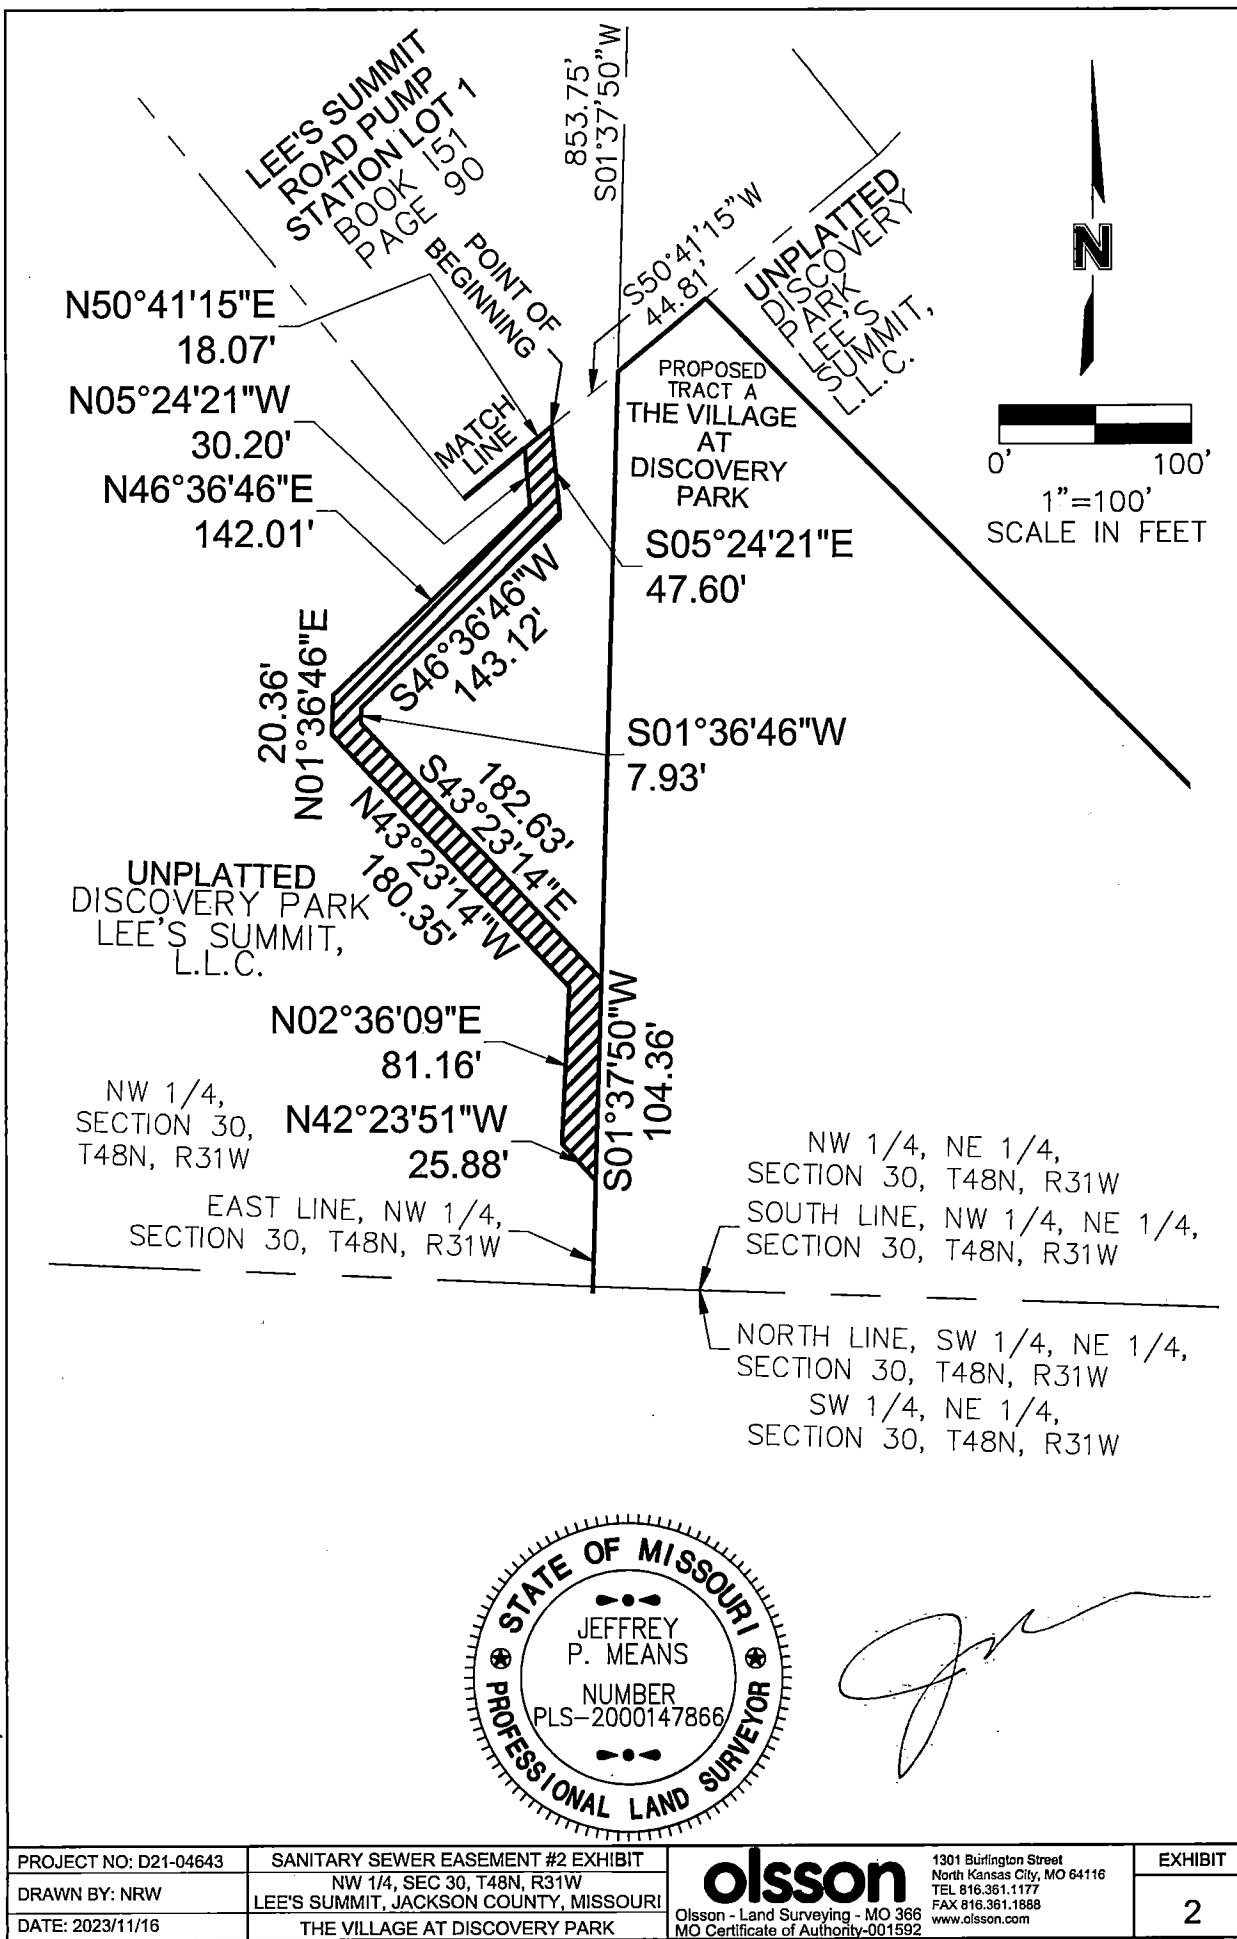 LEE'S SUMMIT
ROAD PUMP
STATION LOT 1
BOOK 151
PAGE 90
853.75'
S01°37'50"W
S50°41'15"W
44.81'
UNPLATTED
DISCOVERY
PARK
LEE'S
SUMMIT,
L.L.C.
N
POINT OF
BEGINNING
N50°41'15"E
18.07'
N05°24'21"W
30.20'
N46°36'46"E
142.01'
MATCH
LINE
PROPOSED
TRACT A
THE VILLAGE
AT
DISCOVERY
PARK
0' 100'
1"=100'
SCALE IN FEET
S05°24'21"E
47.60'
S46°36'46"W
143.12'
20.36'
N01°36'46"E
S01°36'46"W
7.93'
182.63'
S43°23'14"E
N43°23'14"W
180.35'
UNPLATTED
DISCOVERY PARK
LEE'S SUMMIT,
L.L.C.
N02°36'09"E
81.16'
S01°37'50"W
104.36'
NW 1/4,
SECTION 30,
T48N, R31W
N42°23'51"W
25.88'
EAST LINE, NW 1/4,
SECTION 30, T48N, R31W
NW 1/4, NE 1/4,
SECTION 30, T48N, R31W
SOUTH LINE, NW 1/4, NE 1/4,
SECTION 30, T48N, R31W
NORTH LINE, SW 1/4, NE 1/4,
SECTION 30, T48N, R31W
SW 1/4, NE 1/4,
SECTION 30, T48N, R31W
STATE OF MISSOURI
JEFFREY
P. MEANS
NUMBER
PLS-2000147866
PROFESSIONAL LAND SURVEYOR
PROJECT NO: D21-04643
DRAWN BY: NRW
DATE: 2023/11/16
SANITARY SEWER EASEMENT #2 EXHIBIT
NW 1/4, SEC 30, T48N, R31W
LEE'S SUMMIT, JACKSON COUNTY, MISSOURI
THE VILLAGE AT DISCOVERY PARK
olsson
Olsson - Land Surveying - MO 366
MO Certificate of Authority-001592
1301 Burlington Street
North Kansas City, MO 64116
TEL 816.361.1177
FAX 816.361.1888
www.olsson.com
EXHIBIT
2